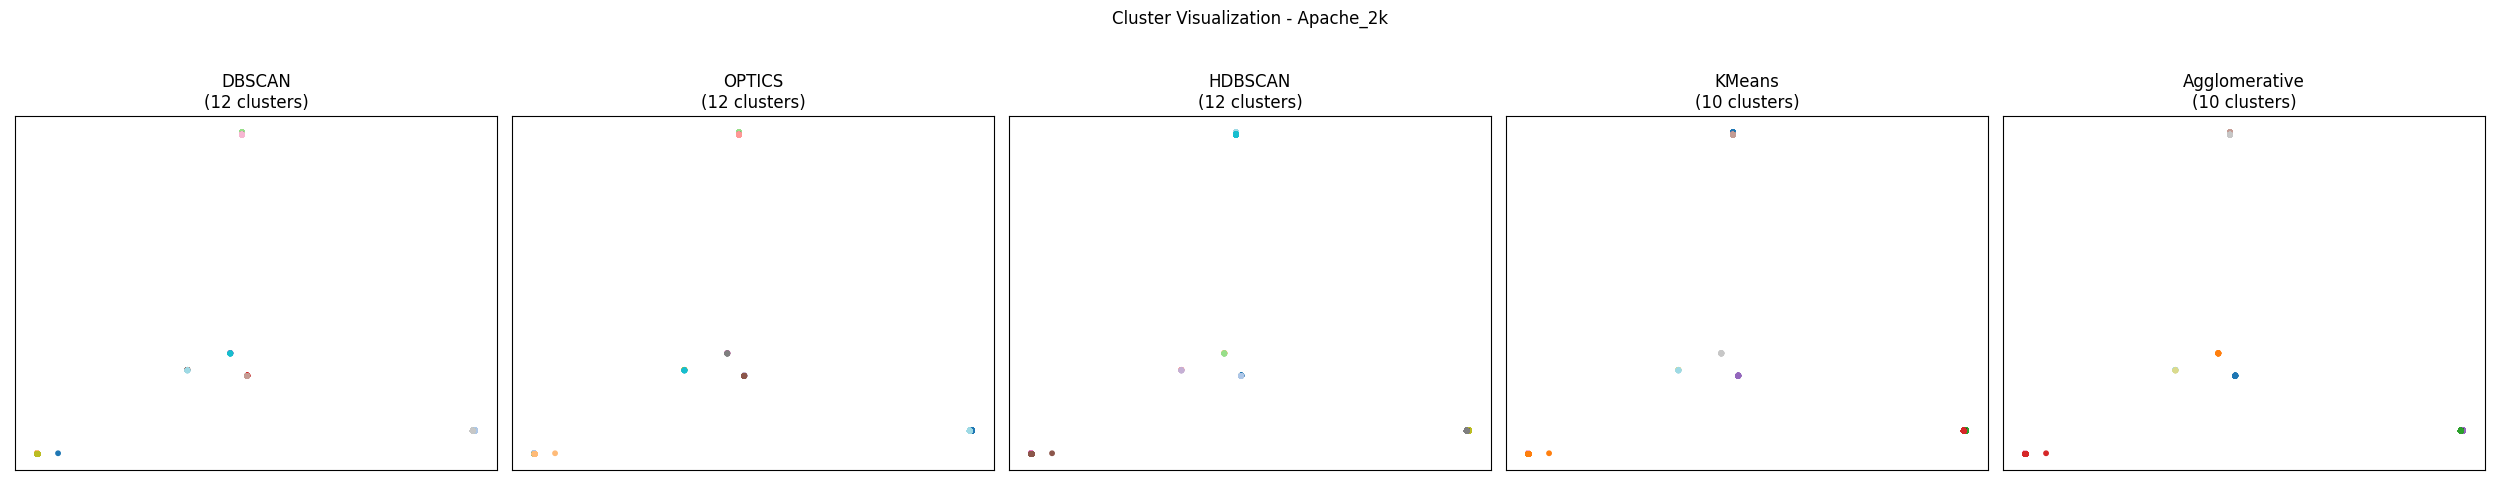 Cluster Visualization - Apache_2k
DBSCAN
(12 clusters)
OPTICS
(12 clusters)
HDBSCAN
(12 clusters)
KMeans
(10 clusters)
Agglomerative
(10 clusters)